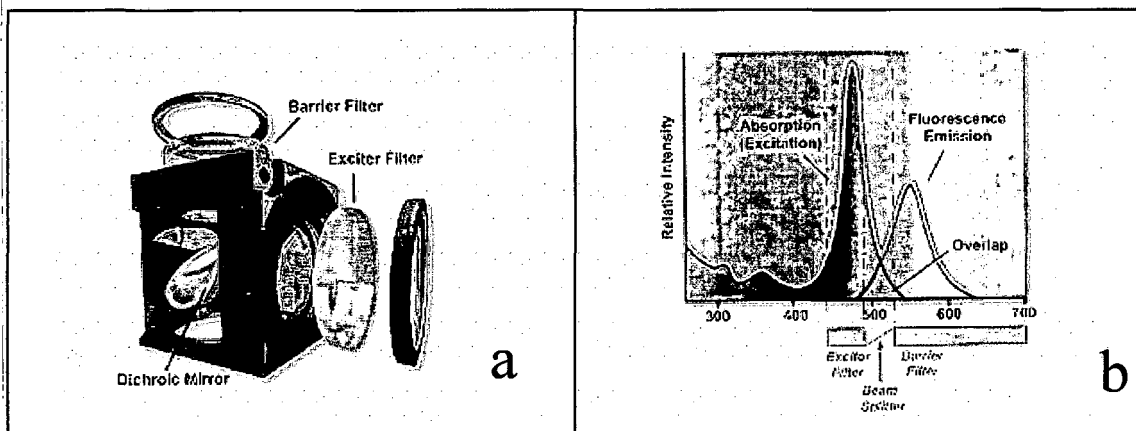 Barrier Filter
Exciter Filter
Dichroic Mirror
a
Relative Intensity
Absorption
(Excitation)
Fluorescence
Emission
Overlap
300 400 500 600 700
Exciter
Filter
Barrier
Filter
Beam
Splitter
b